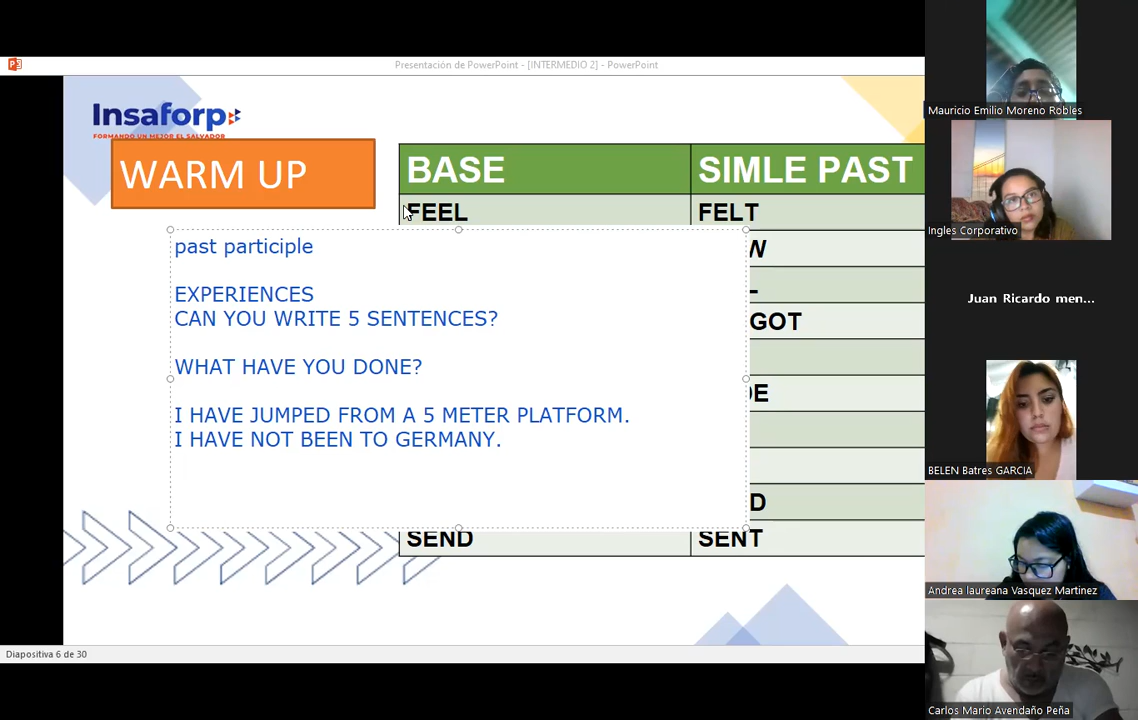 Presentación de PowerPoint - [INTERMEDIO 2] - PowerPoint
Insaforp
FORMANDO UN MEJOR EL SALVADOR
WARM UP
BASE SIMLE PAST
FEEL FELT
past participle
EXPERIENCES
CAN YOU WRITE 5 SENTENCES?
WHAT HAVE YOU DONE?
I HAVE JUMPED FROM A 5 METER PLATFORM.
I HAVE NOT BEEN TO GERMANY.
GOT
SEND SENT
Diapositiva 6 de 30
Mauricio Emilio Moreno Robles
Ingles Corporativo
Juan Ricardo men...
BELEN Batres GARCIA
Andrea laureana Vasquez Martinez
Carlos Mario Avendaño Peña